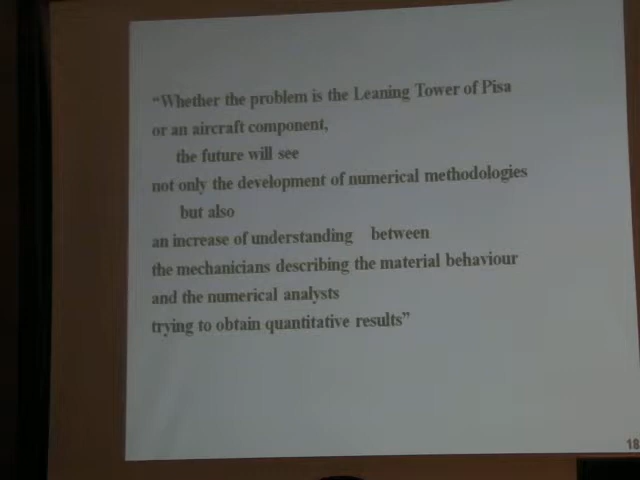 “Whether the problem is the Leaning Tower of Pisa
or an aircraft component,
the future will see
not only the development of numerical methodologies
but also
an increase of understanding between
the mechanicians describing the material behaviour
and the numerical analysts
trying to obtain quantitative results”
18